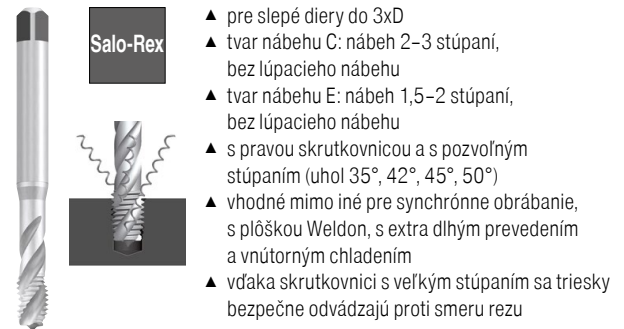 Salo-Rex
▲ pre slepé diery do 3xD
▲ tvar nábehu C: nábeh 2–3 stúpaní,
bez lúpacieho nábehu
▲ tvar nábehu E: nábeh 1,5–2 stúpaní,
bez lúpacieho nábehu
▲ s pravou skrutkovnicou a s pozvoľným
stúpaním (uhol 35°, 42°, 45°, 50°)
▲ vhodné mimo iné pre synchrónne obrábanie,
s plôškou Weldon, s extra dlhým prevedením
a vnútorným chladením
▲ vďaka skrutkovnici s veľkým stúpaním sa triesky
bezpečne odvádzajú proti smeru rezu